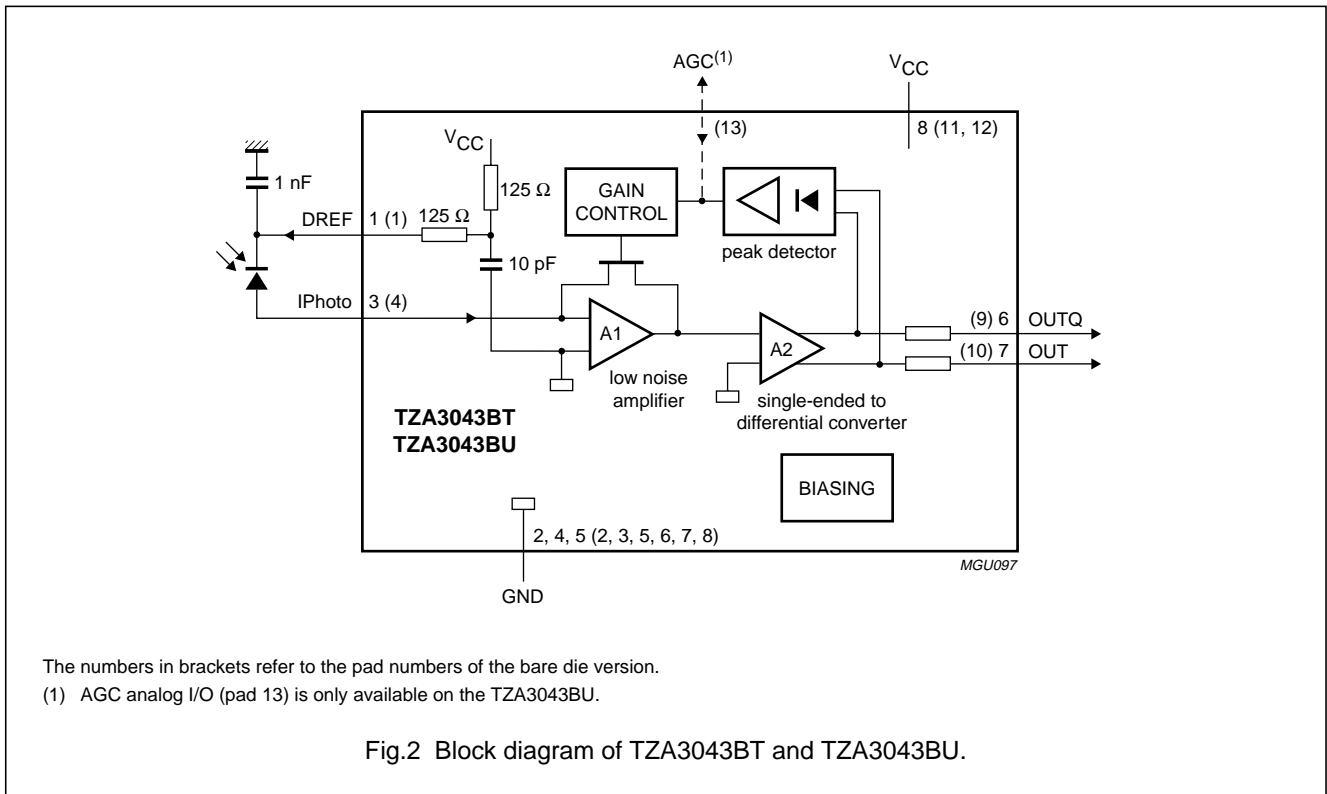 AGC(1)
VCC
(13)
8 (11, 12)
VCC
1 nF
125 Ω
GAIN
CONTROL
DREF
1 (1)
125 Ω
peak detector
10 pF
IPhoto
3 (4)
A1
A2
(9) 6
OUTQ
(10) 7
OUT
low noise
amplifier
single-ended to
differential converter
TZA3043BT
TZA3043BU
BIASING
2, 4, 5 (2, 3, 5, 6, 7, 8)
MGU097
GND
The numbers in brackets refer to the pad numbers of the bare die version.
(1) AGC analog I/O (pad 13) is only available on the TZA3043BU.
Fig.2 Block diagram of TZA3043BT and TZA3043BU.